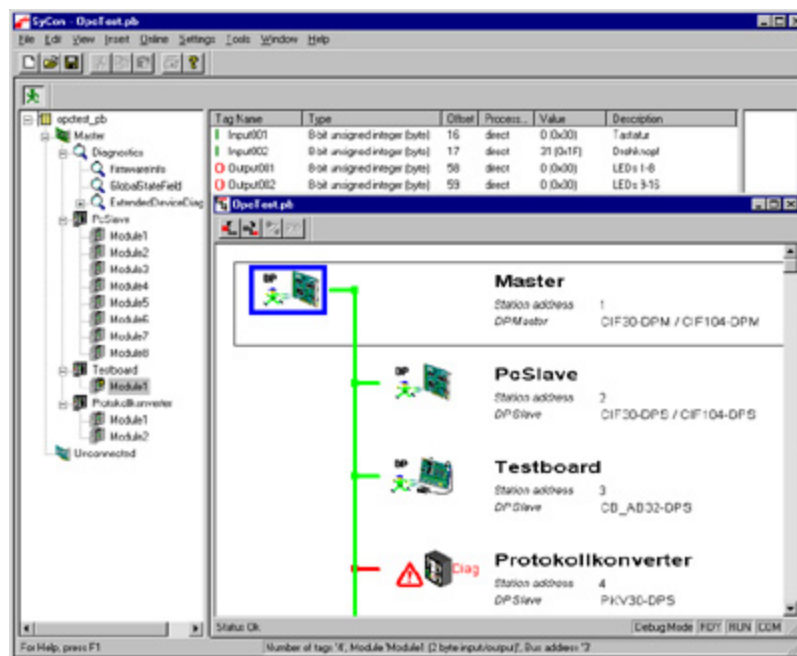 SyCon - OpcTest.pb
File Edit View Insert Online Settings Tools Window Help
opctest_pb
Master
Diagnostics
FirmwareInfo
GlobalStateField
ExtendedDeviceDiag
PcSlave
Module1
Module2
Module3
Module4
Module5
Module6
Module7
Module8
Testboard
Module1
Protokollkonverter
Module1
Module2
Unconnected
Tag Name Type Offset Process... Value Description
Input001 8-bit unsigned integer (byte) 16 direct 0 (0x00) Tastatur
Input002 8-bit unsigned integer (byte) 17 direct 31 (0x1F) Drehknopf
Output001 8-bit unsigned integer (byte) 58 direct 0 (0x00) LEDs 1-8
Output002 8-bit unsigned integer (byte) 59 direct 0 (0x00) LEDs 9-16
OpcTest.pb
DP
Master
Station address 1
DPMaster CIF30-DPM / CIF104-DPM
DP
PcSlave
Station address 2
DPSlave CIF30-DPS / CIF104-DPS
DP
Testboard
Station address 3
DPSlave CB_AB32-DPS
Diag
Protokollkonverter
Station address 4
DPSlave PKV30-DPS
Status Ok. Debug Mode RDY RUN COM
For Help, press F1 Number of tags '4', Module 'Module1 (2 byte input/output)', Bus address '3'